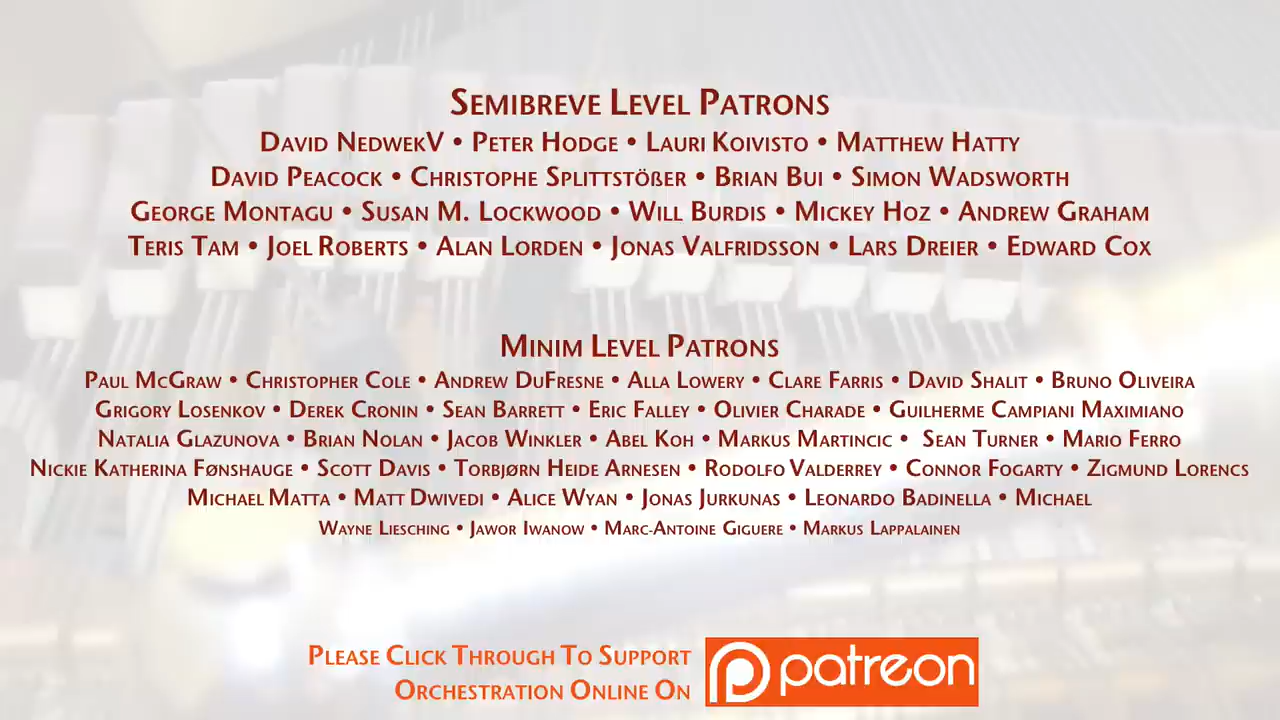 Semibreve Level Patrons
David NedwekV • Peter Hodge • Lauri Koivisto • Matthew Hatty
David Peacock • Christophe Splittstößer • Brian Bui • Simon Wadsworth
George Montagu • Susan M. Lockwood • Will Burdis • Mickey Hoz • Andrew Graham
Teris Tam • Joel Roberts • Alan Lorden • Jonas Valfridsson • Lars Dreier • Edward Cox
Minim Level Patrons
Paul McGraw • Christopher Cole • Andrew DuFresne • Alla Lowery • Clare Farris • David Shalit • Bruno Oliveira
Grigory Losenkov • Derek Cronin • Sean Barrett • Eric Falley • Olivier Charade • Guilherme Campiani Maximiano
Natalia Glazunova • Brian Nolan • Jacob Winkler • Abel Koh • Markus Martincic • Sean Turner • Mario Ferro
Nickie Katherina Fønshauge • Scott Davis • Torbjørn Heide Arnesen • Rodolfo Valderrey • Connor Fogarty • Zigmund Lorencs
Michael Matta • Matt Dwivedi • Alice Wyan • Jonas Jurkunas • Leonardo Badinella • Michael
Wayne Liesching • Jawor Iwanow • Marc-Antoine Giguere • Markus Lappalainen
Please Click Through To Support
Orchestration Online On
patreon